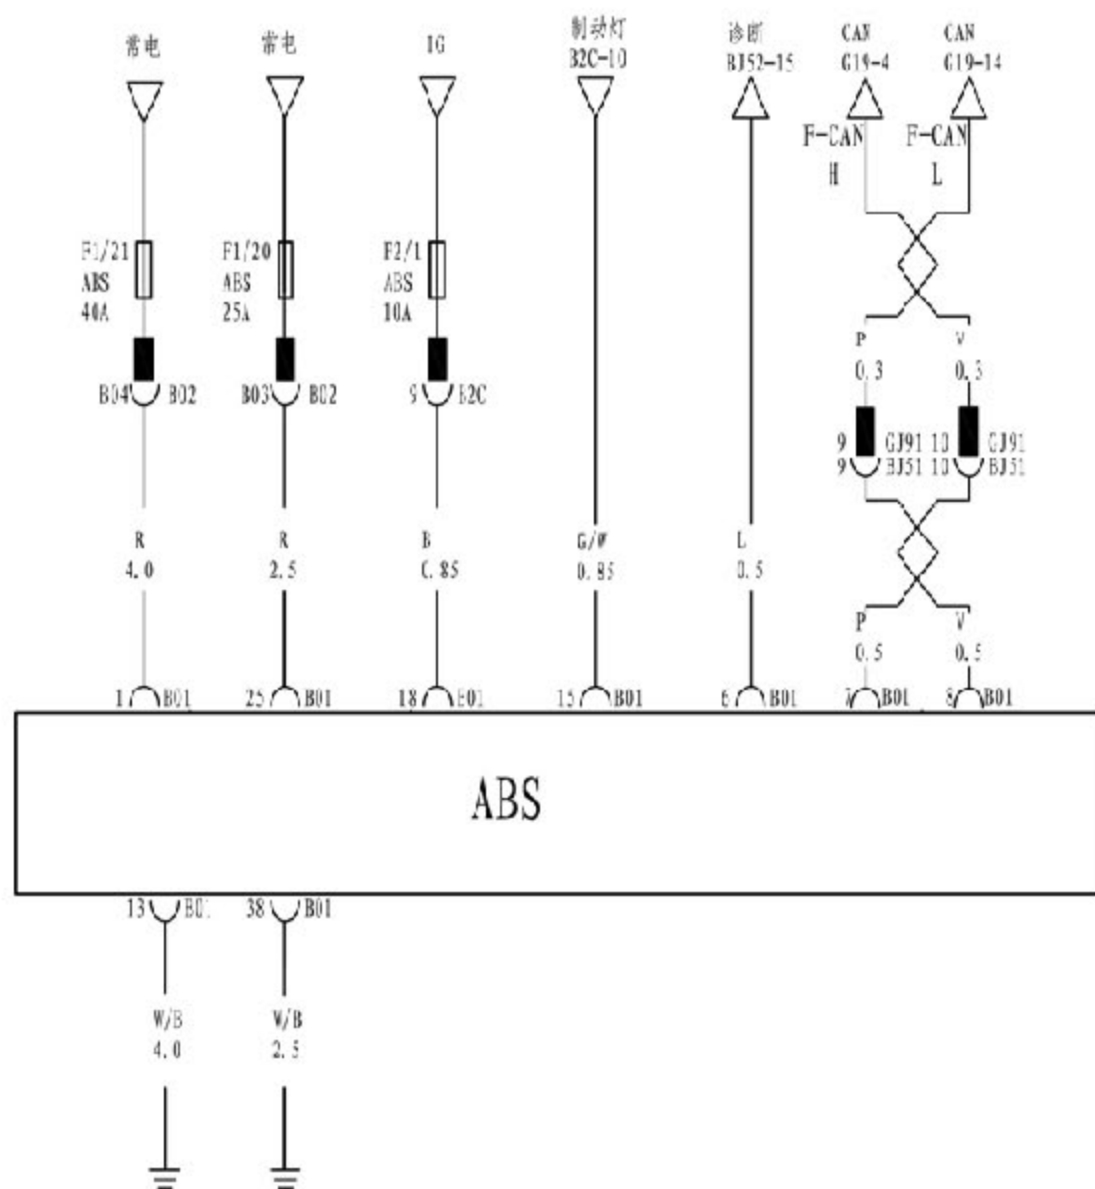 常电
常电
IG
制动灯
B2C-10
诊断
BJ52-15
CAN
G19-4
CAN
G19-14
F-CAN
H
F-CAN
L
F1/21
ABS
40A
F1/20
ABS
25A
F2/1
ABS
10A
B04 B02
B03 B02
9 B2C
P
0.3
V
0.3
9 GJ91
9 BJ51
10 GJ91
10 BJ51
R
4.0
R
2.5
B
0.85
G/W
0.85
L
0.5
P
0.5
V
0.5
1 B01
25 B01
18 B01
15 B01
6 B01
7 B01
8 B01
ABS
13 B01
38 B01
W/B
4.0
W/B
2.5